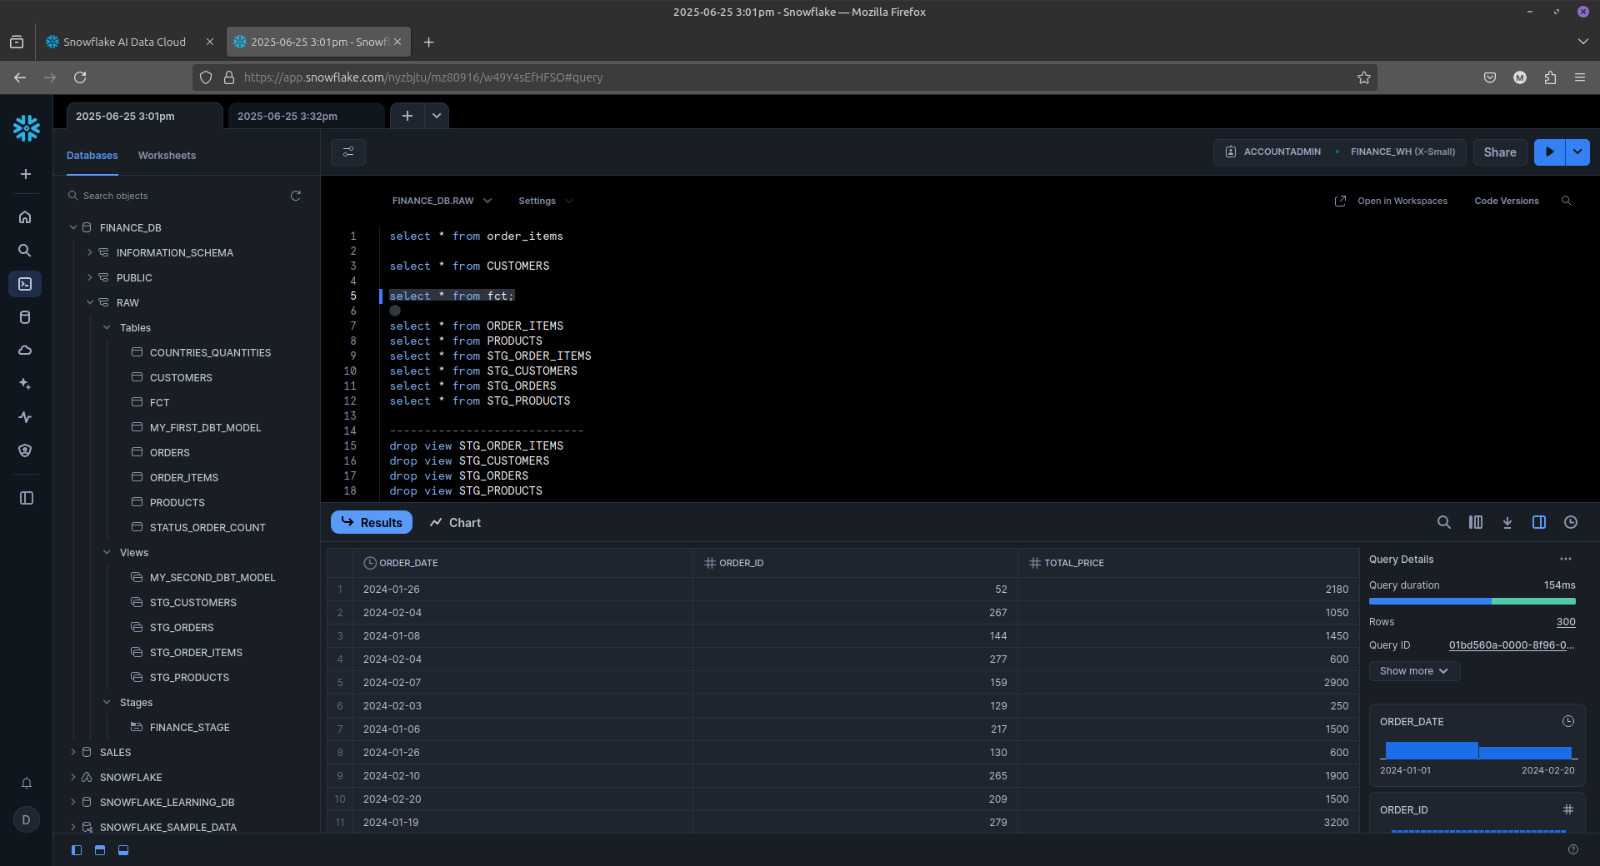 2025-06-25 3:01pm - Snowflake — Mozilla Firefox
Snowflake AI Data Cloud
2025-06-25 3:01pm - Snowfl
https://app.snowflake.com/nyzbjtu/mz80916/w49Y4sEfHFSO#query
M
2025-06-25 3:01pm
2025-06-25 3:32pm
Databases
Worksheets
ACCOUNTADMIN
FINANCE_WH (X-Small)
Share
Search objects
FINANCE_DB.RAW
Settings
Open in Workspaces
Code Versions
FINANCE_DB
INFORMATION_SCHEMA
PUBLIC
RAW
Tables
COUNTRIES_QUANTITIES
CUSTOMERS
FCT
MY_FIRST_DBT_MODEL
ORDERS
ORDER_ITEMS
PRODUCTS
STATUS_ORDER_COUNT
Views
MY_SECOND_DBT_MODEL
STG_CUSTOMERS
STG_ORDERS
STG_ORDER_ITEMS
STG_PRODUCTS
Stages
FINANCE_STAGE
SALES
SNOWFLAKE
SNOWFLAKE_LEARNING_DB
SNOWFLAKE_SAMPLE_DATA
D
1 select * from order_items
2
3 select * from CUSTOMERS
4
5 select * from fct;
6
7 select * from ORDER_ITEMS
8 select * from PRODUCTS
9 select * from STG_ORDER_ITEMS
10 select * from STG_CUSTOMERS
11 select * from STG_ORDERS
12 select * from STG_PRODUCTS
13
14 ----------------------------
15 drop view STG_ORDER_ITEMS
16 drop view STG_CUSTOMERS
17 drop view STG_ORDERS
18 drop view STG_PRODUCTS
Results
Chart
ORDER_DATE # ORDER_ID # TOTAL_PRICE
1 2024-01-26 52 2180
2 2024-02-04 267 1050
3 2024-01-08 144 1450
4 2024-02-04 277 600
5 2024-02-07 159 2900
6 2024-02-03 129 250
7 2024-01-06 217 1500
8 2024-01-26 130 600
9 2024-02-10 265 1900
10 2024-02-20 209 1500
11 2024-01-19 279 3200
Query Details
Query duration 154ms
Rows 300
Query ID 01bd560a-0000-8f96-0...
Show more
ORDER_DATE
2024-01-01 2024-02-20
ORDER_ID #